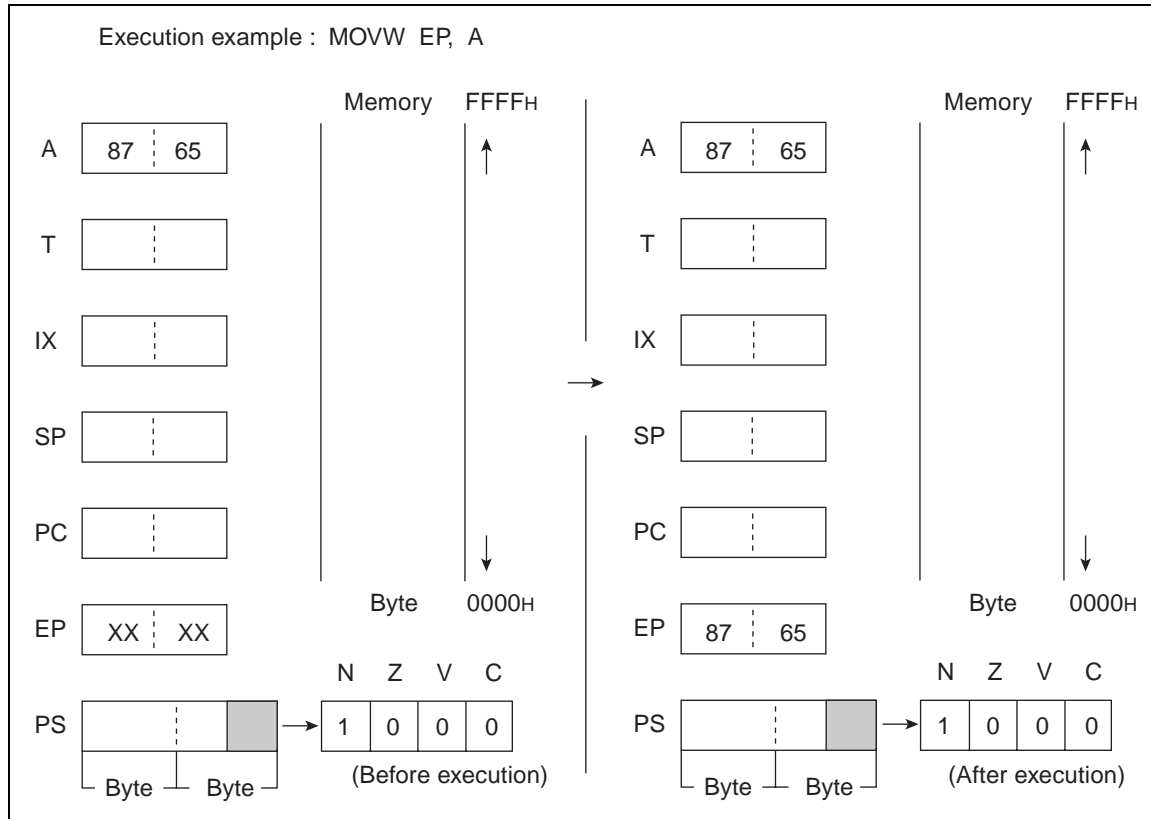 Execution example : MOVW EP, A
Memory FFFFH
A 87 65
T
IX
SP
PC
Byte 0000H
EP XX XX
N Z V C
PS 1 0 0 0
(Before execution)
Byte Byte
Memory FFFFH
A 87 65
T
IX
SP
PC
Byte 0000H
EP 87 65
N Z V C
PS 1 0 0 0
(After execution)
Byte Byte